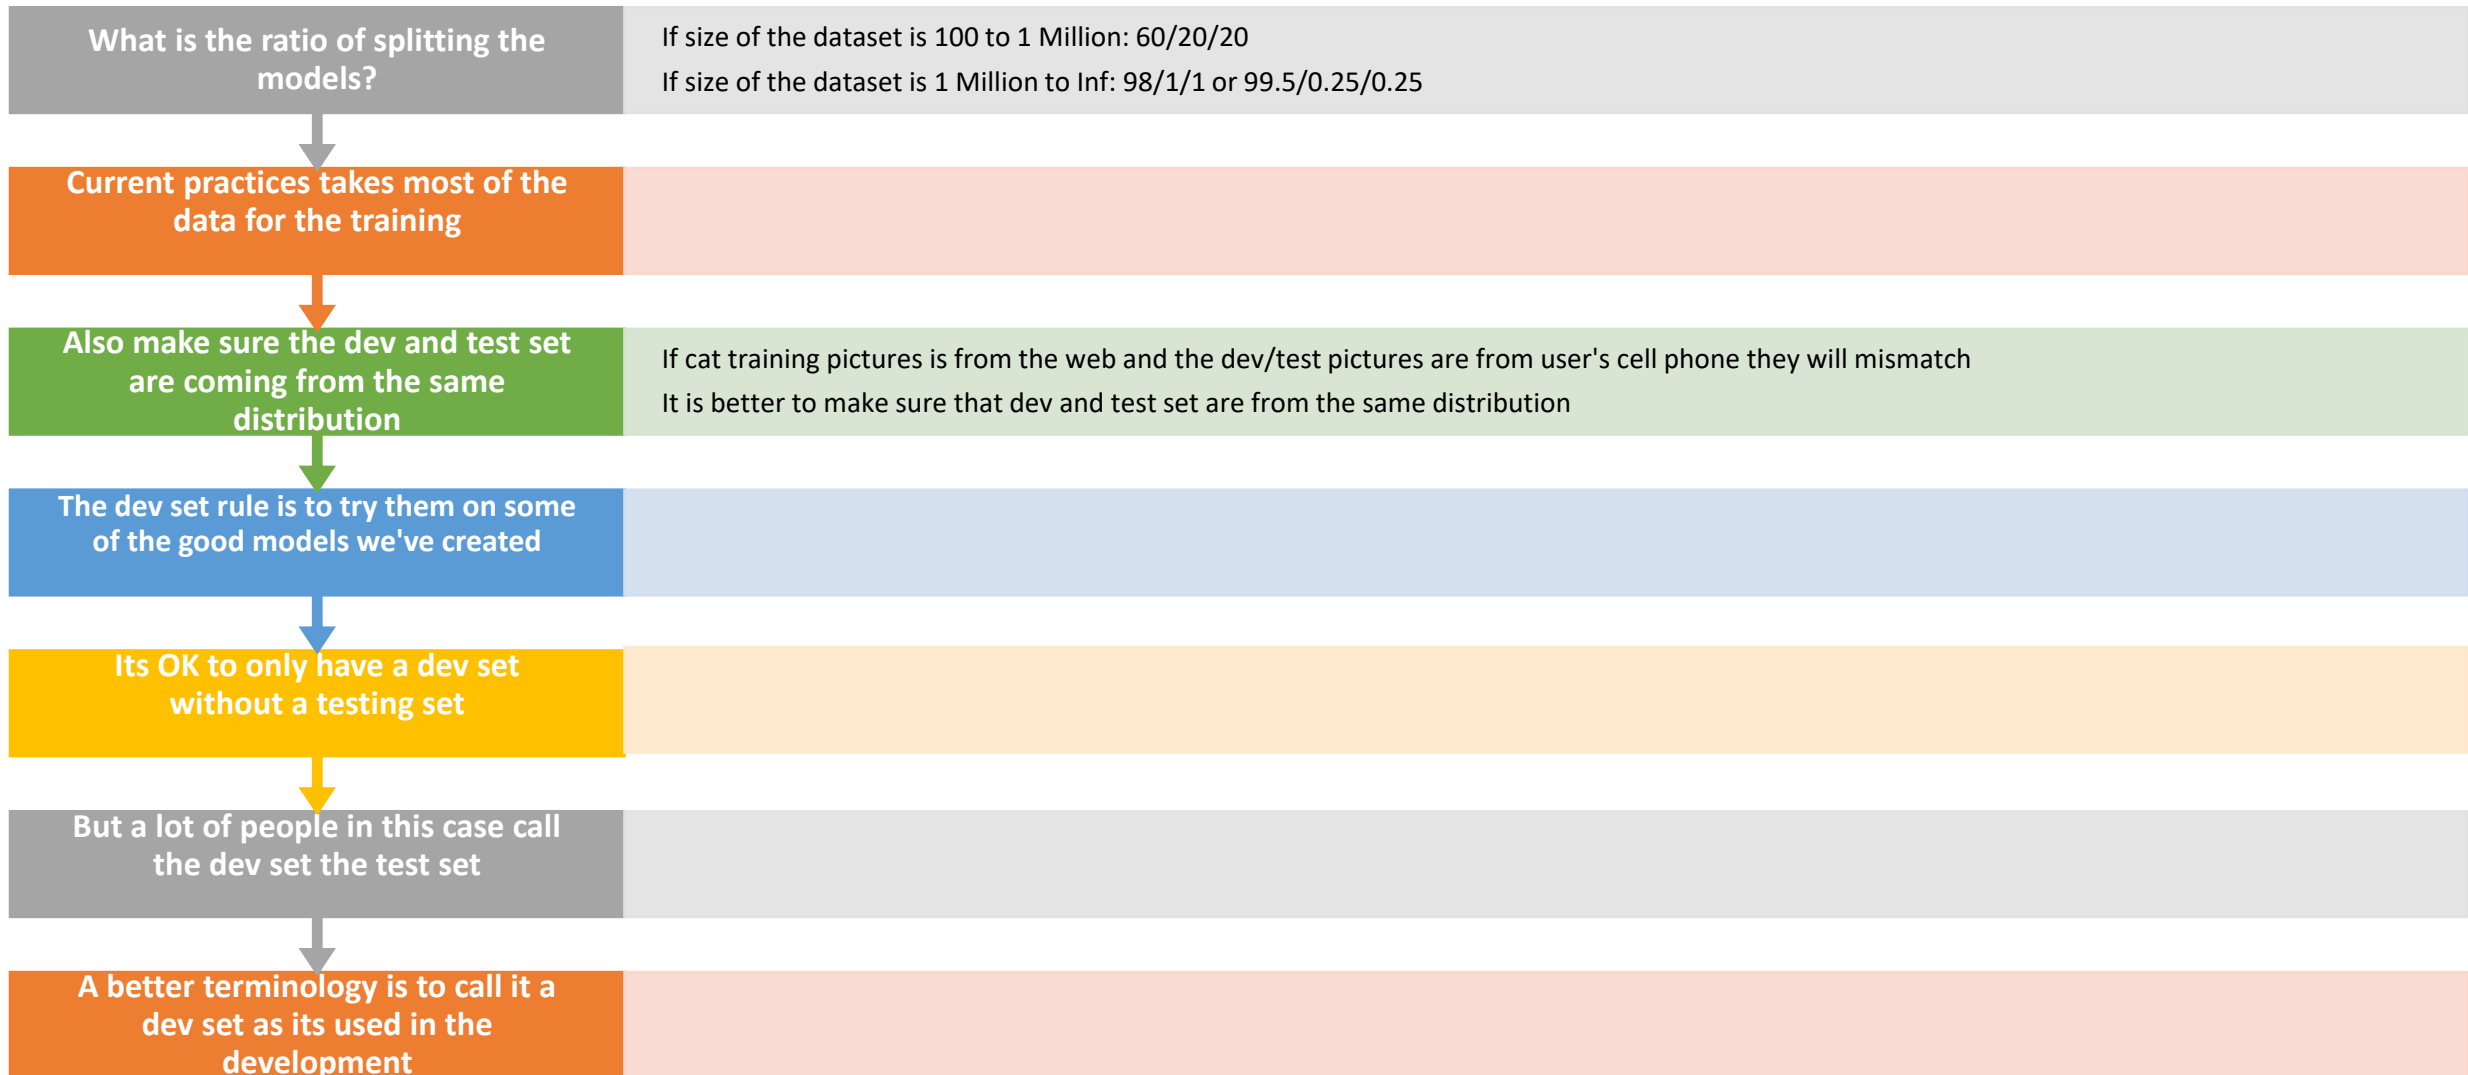 What is the ratio of splitting the
models?
If size of the dataset is 100 to 1 Million: 60/20/20
If size of the dataset is 1 Million to Inf: 98/1/1 or 99.5/0.25/0.25
Current practices takes most of the
data for the training
Also make sure the dev and test set
are coming from the same
distribution
If cat training pictures is from the web and the dev/test pictures are from user's cell phone they will mismatch
It is better to make sure that dev and test set are from the same distribution
The dev set rule is to try them on some
of the good models we've created
Its OK to only have a dev set
without a testing set
But a lot of people in this case call
the dev set the test set
A better terminology is to call it a
dev set as its used in the
development